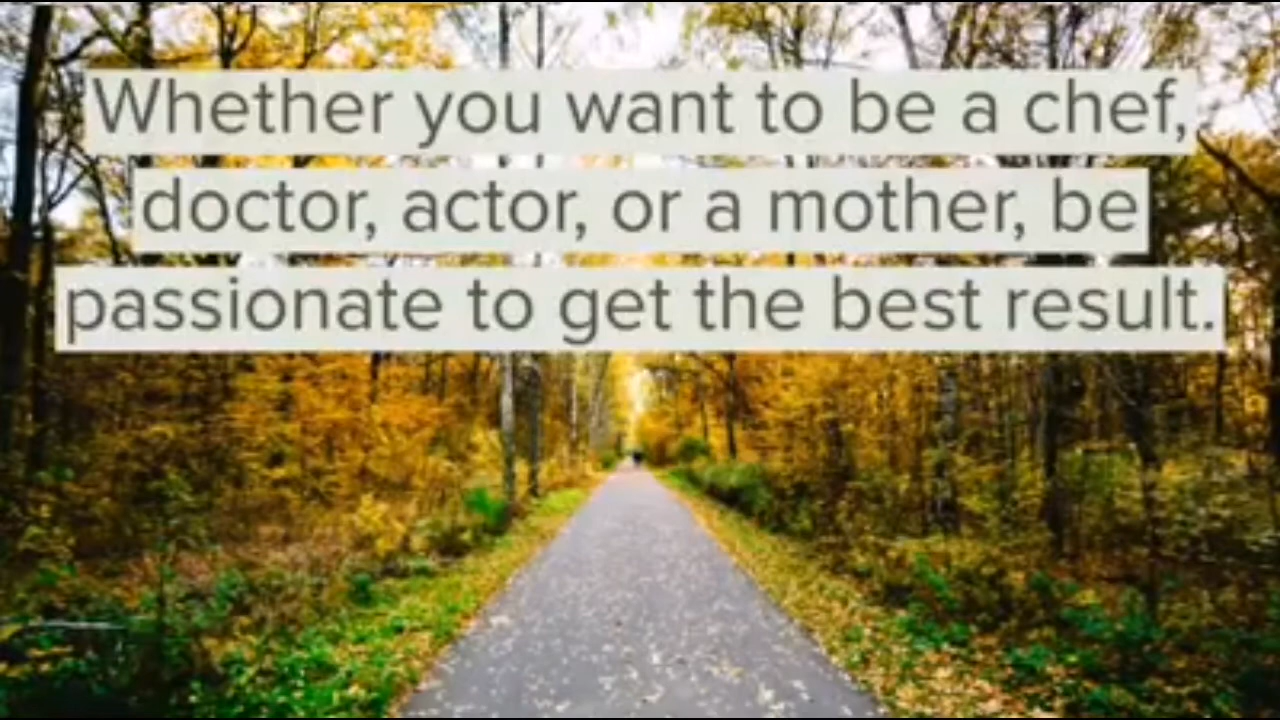 Whether you want to be a chef,
doctor, actor, or a mother, be
passionate to get the best result.